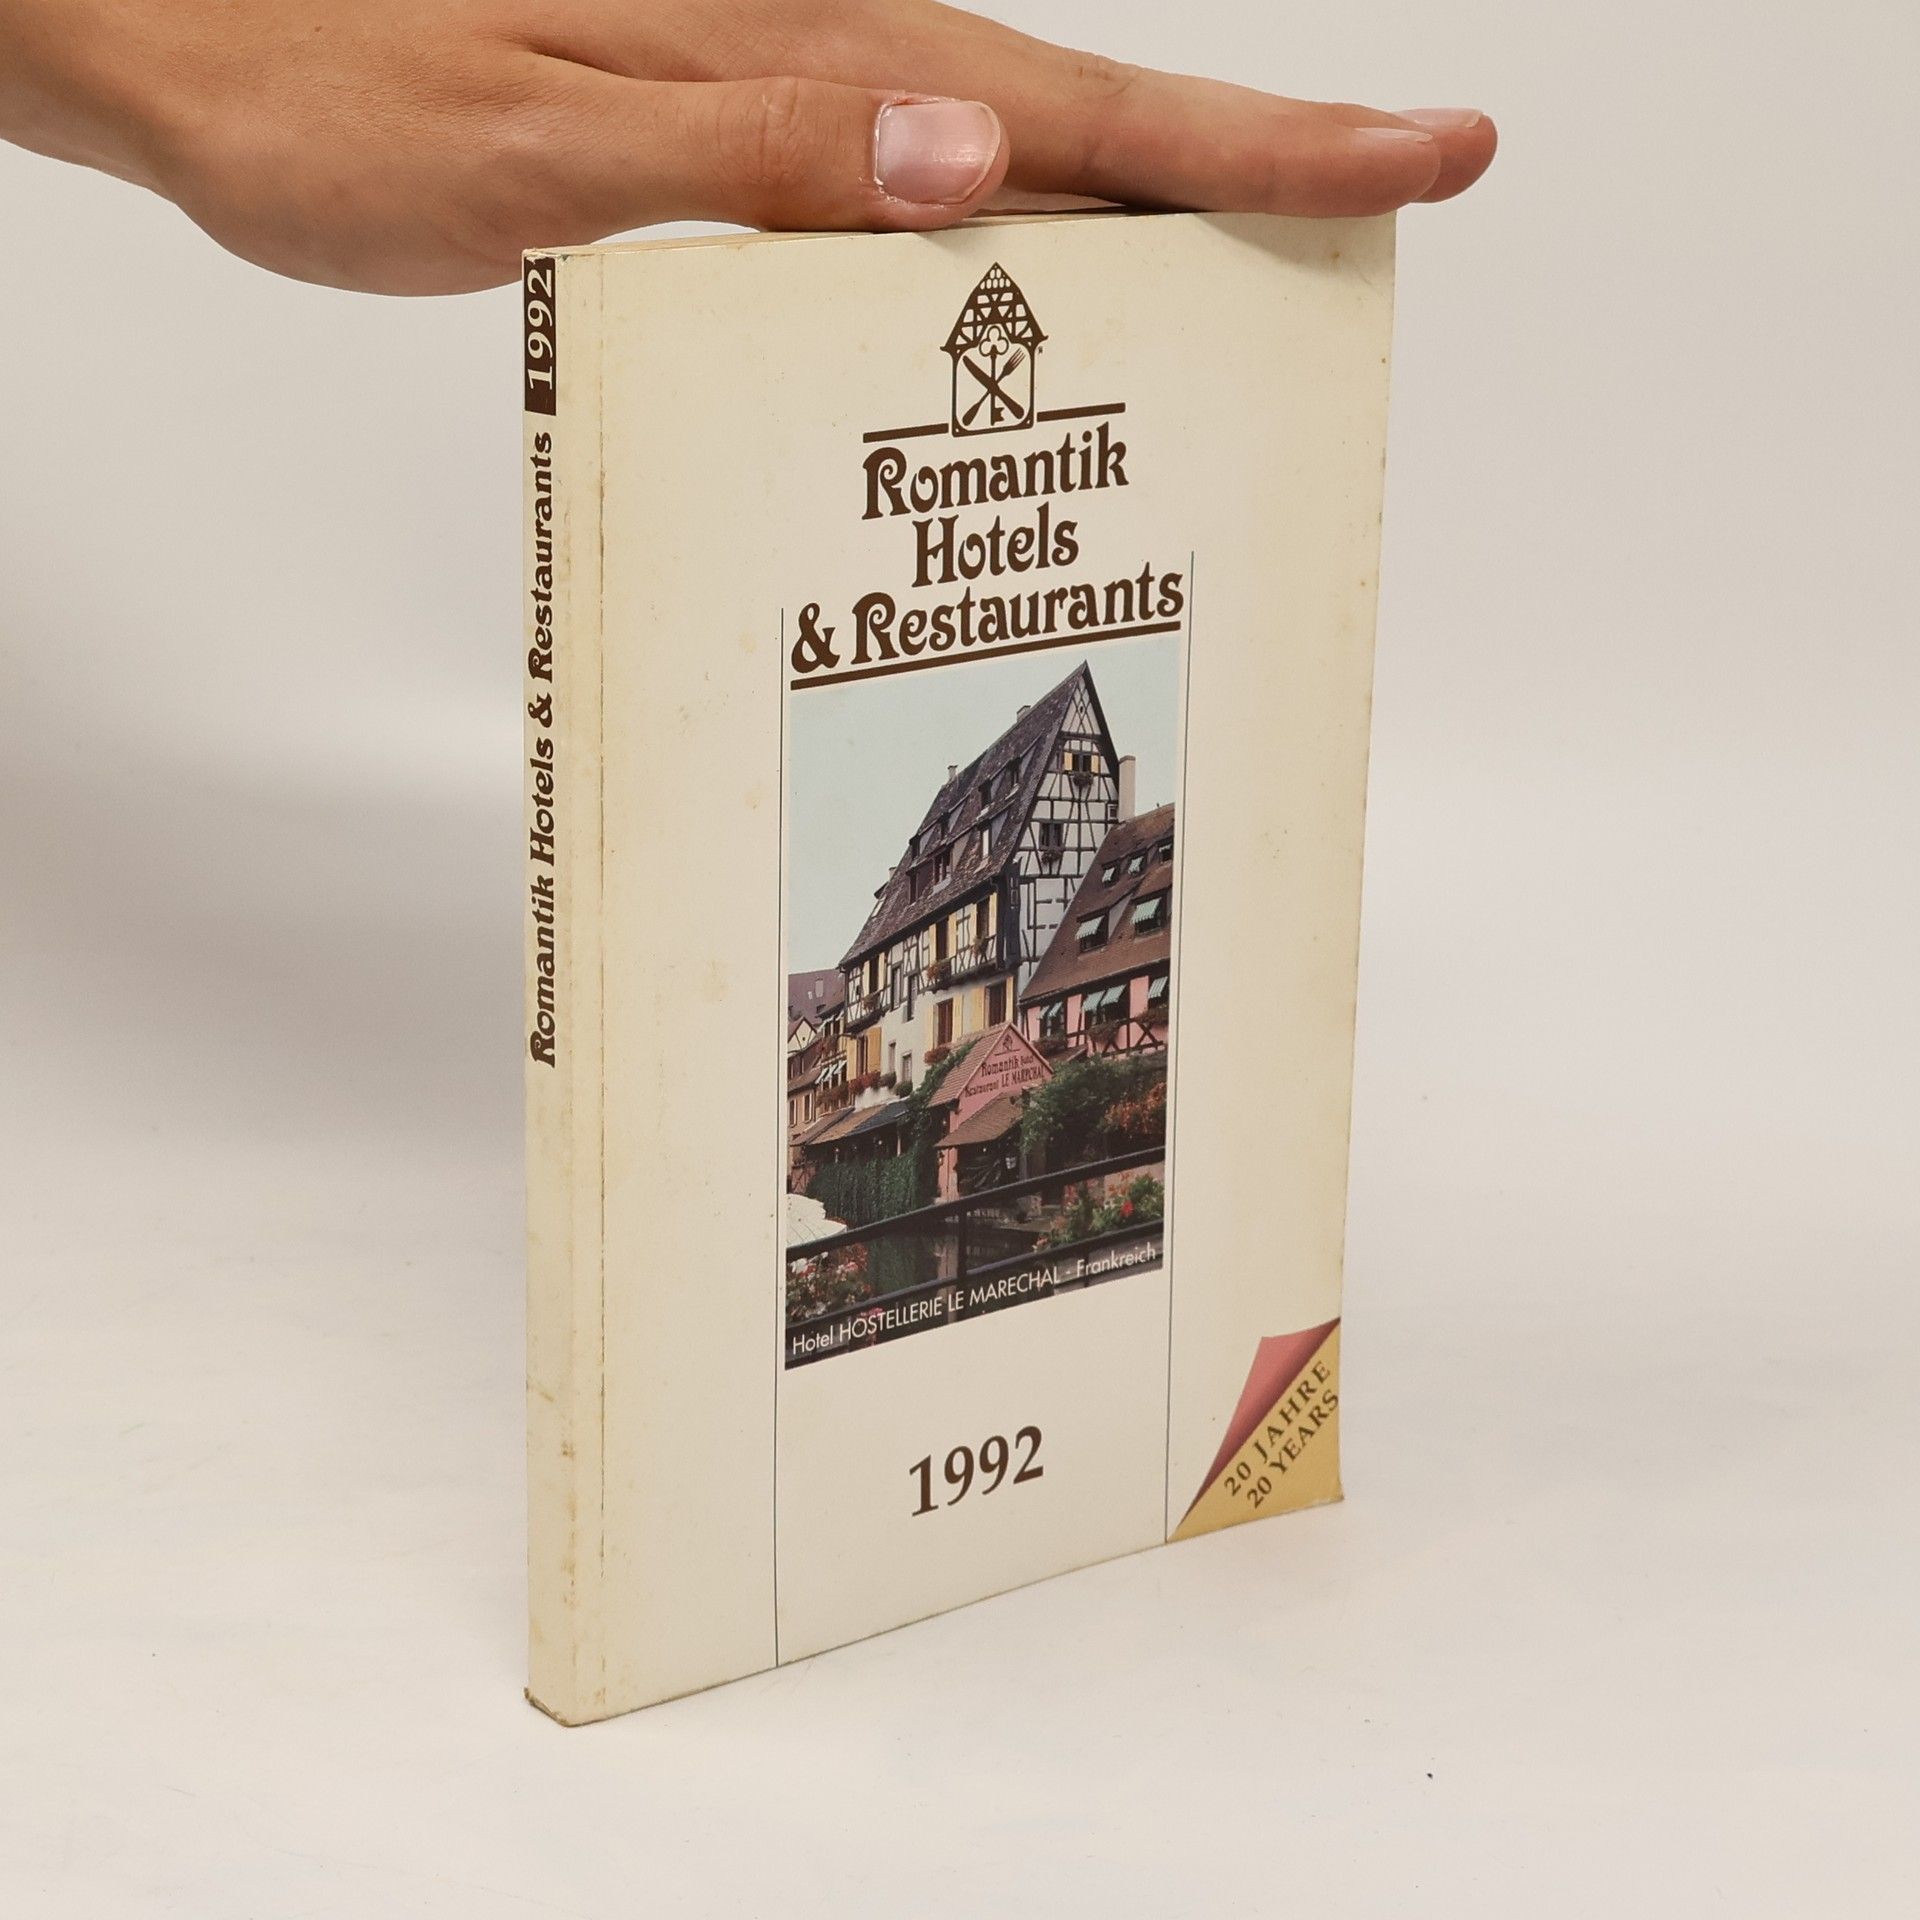 1992
Romantik Hotels & Restaurants
Romantik
Hotels
& Restaurants
Romantik Hotel
Restaurant LE MARECHAL
Hotel HOSTELLERIE LE MARECHAL - Frankreich
1992
20 JAHRE
20 YEARS